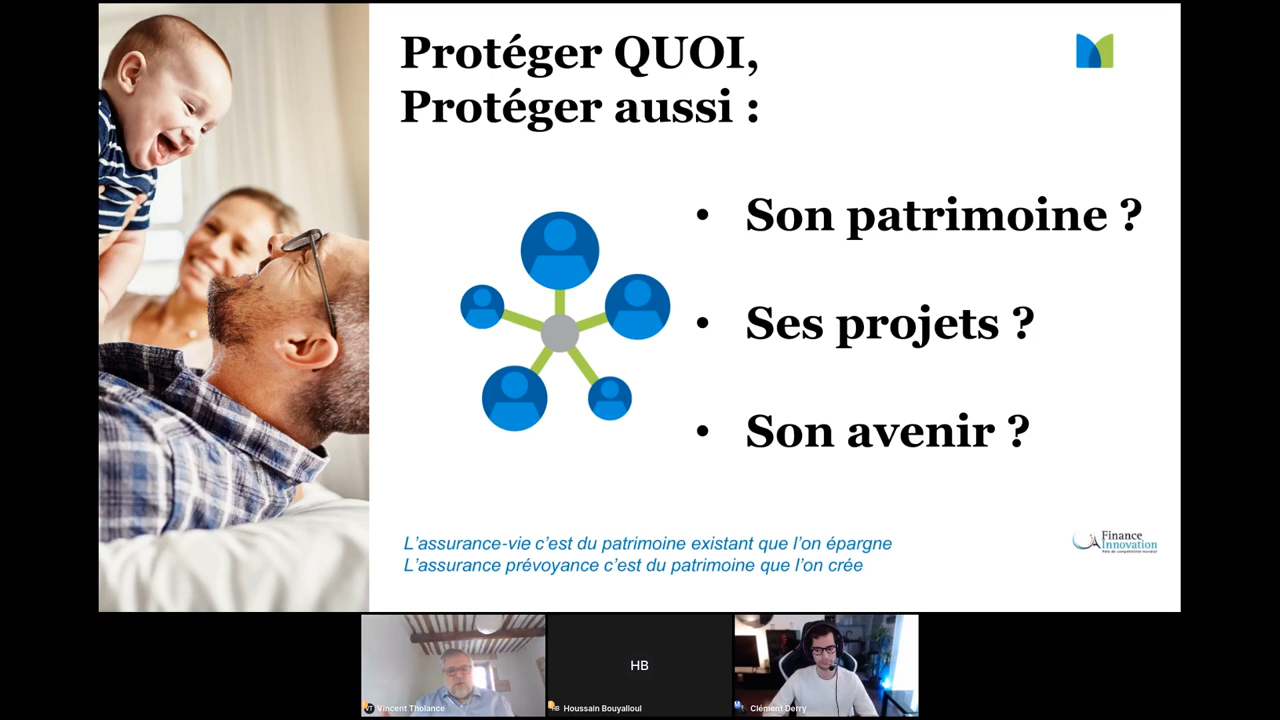 Protéger QUOI,
Protéger aussi :
• Son patrimoine ?
• Ses projets ?
• Son avenir ?
L'assurance-vie c'est du patrimoine existant que l'on épargne
L'assurance prévoyance c'est du patrimoine que l'on crée
Finance
Innovation
Pôle de compétitivité mondial
HB
VT Vincent Tholance
HB Houssain Bouyalloul
Clément Derry